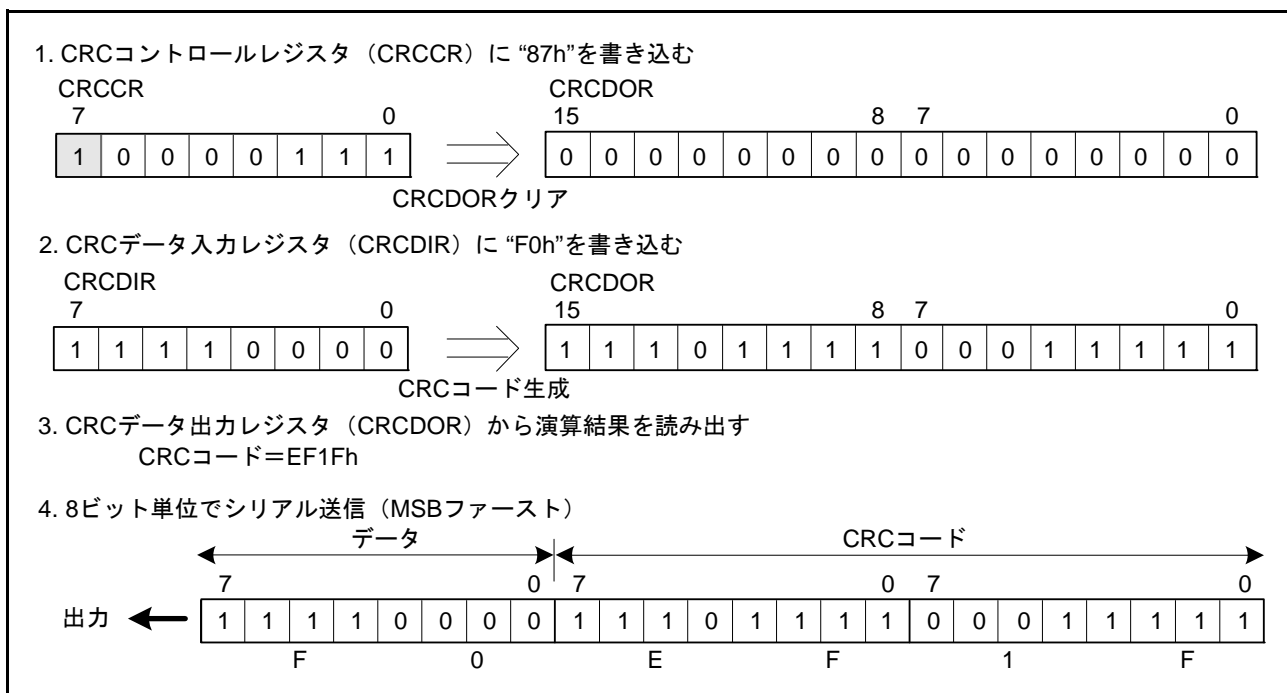 1. CRCコントロールレジスタ（CRCCR）に “87h”を書き込む
CRCCR CRCDOR
7 0 15 8 7 0
1 0 0 0 0 1 1 1 0 0 0 0 0 0 0 0 0 0 0 0 0 0 0 0
CRCDORクリア
2. CRCデータ入力レジスタ（CRCDIR）に “F0h”を書き込む
CRCDIR CRCDOR
7 0 15 8 7 0
1 1 1 1 0 0 0 0 1 1 1 0 1 1 1 1 0 0 0 1 1 1 1 1
CRCコード生成
3. CRCデータ出力レジスタ（CRCDOR）から演算結果を読み出す
CRCコード＝EF1Fh
4. 8ビット単位でシリアル送信（MSBファースト）
データ CRCコード
7 0 7 0 7 0
出力 1 1 1 1 0 0 0 0 1 1 1 0 1 1 1 1 0 0 0 1 1 1 1 1
F 0 E F 1 F